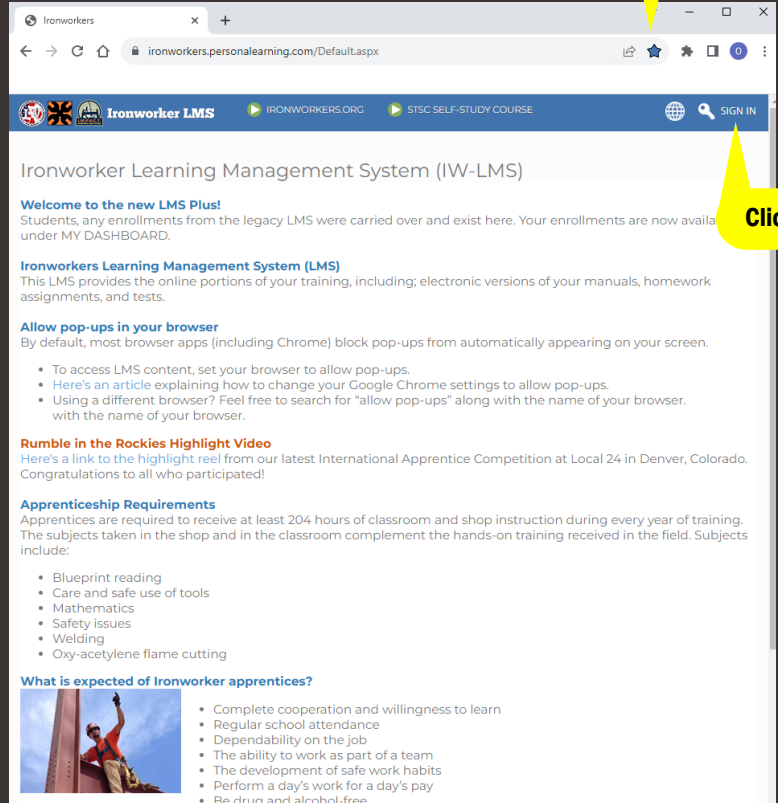 Ironworkers
ironworkers.personalearning.com/Default.aspx
O
Ironworker LMS
IRONWORKERS.ORG
STSC SELF-STUDY COURSE
SIGN IN
Ironworker Learning Management System (IW-LMS)
Welcome to the new LMS Plus!
Students, any enrollments from the legacy LMS were carried over and exist here. Your enrollments are now
under MY DASHBOARD.
Ironworkers Learning Management System (LMS)
This LMS provides the online portions of your training, including; electronic versions of your manuals, homework
assignments, and tests.
Allow pop-ups in your browser
By default, most browser apps (including Chrome) block pop-ups from automatically appearing on your screen.
• To access LMS content, set your browser to allow pop-ups.
• Here's an article explaining how to change your Google Chrome settings to allow pop-ups.
• Using a different browser? Feel free to search for “allow pop-ups” along with the name of your browser.
with the name of your browser.
Rumble in the Rockies Highlight Video
Here's a link to the highlight reel from our latest International Apprentice Competition at Local 24 in Denver, Colorado.
Congratulations to all who participated!
Apprenticeship Requirements
Apprentices are required to receive at least 204 hours of classroom and shop instruction during every year of training.
The subjects taken in the shop and in the classroom complement the hands-on training received in the field. Subjects
include:
• Blueprint reading
• Care and safe use of tools
• Mathematics
• Safety issues
• Welding
• Oxy-acetylene flame cutting
What is expected of Ironworker apprentices?
• Complete cooperation and willingness to learn
• Regular school attendance
• Dependability on the job
• The ability to work as part of a team
• The development of safe work habits
• Perform a day's work for a day's pay
• Be drug and alcohol-free